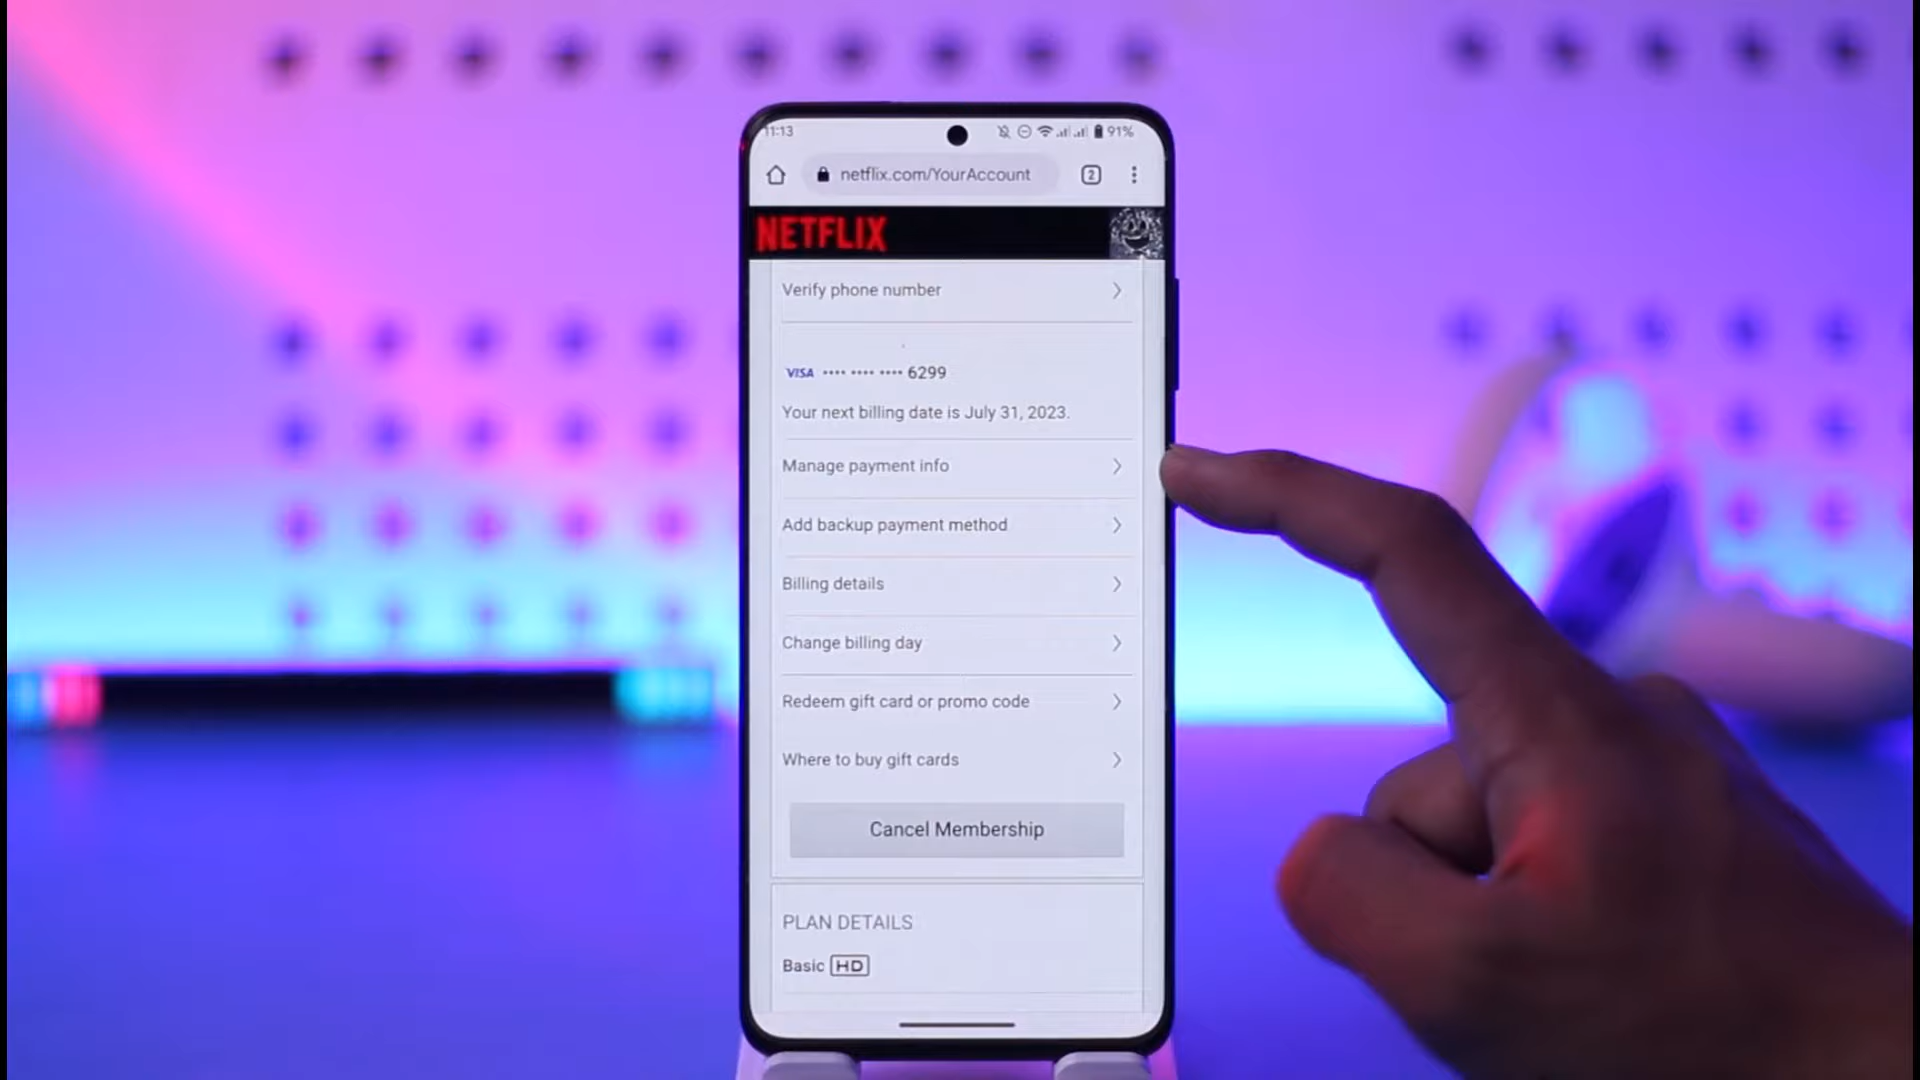 11:13
91%
netflix.com/YourAccount
2
NETFLIX
Verify phone number
VISA •••• •••• •••• 6299
Your next billing date is July 31, 2023.
Manage payment info
Add backup payment method
Billing details
Change billing day
Redeem gift card or promo code
Where to buy gift cards
Cancel Membership
PLAN DETAILS
Basic HD